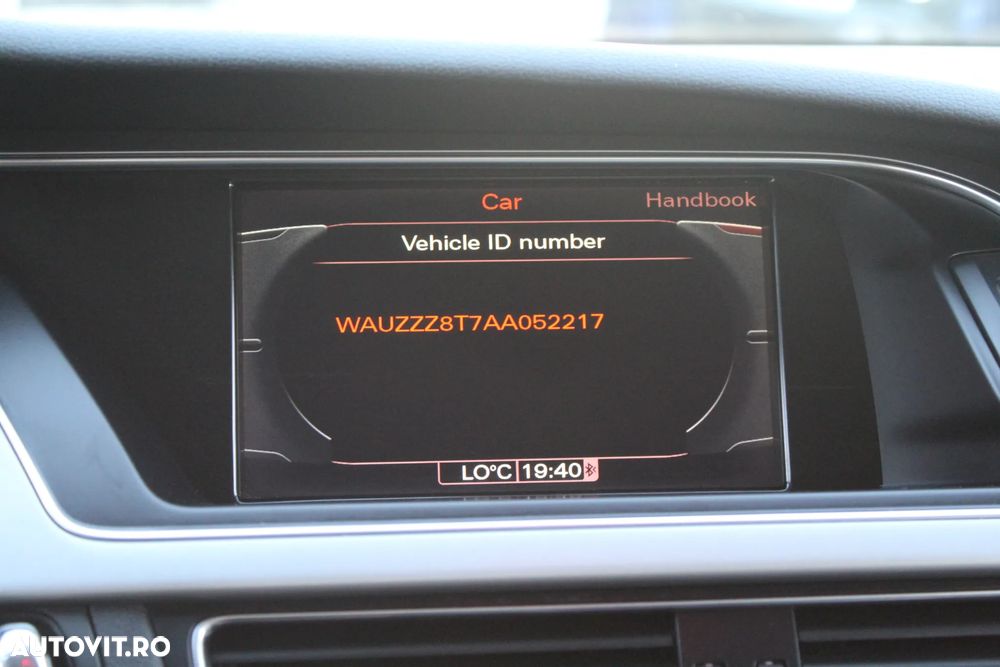 Car
Handbook
Vehicle ID number
WAUZZZ8T7AA052217
LO°C 19:40
AUTOVIT.RO